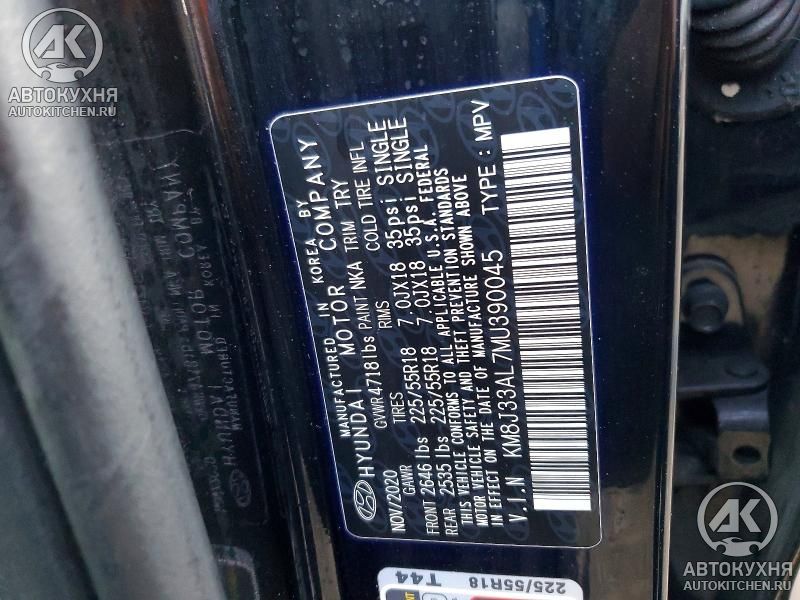 АК
АВТОКУХНЯ
AUTOKITCHEN.RU
MANUFACTURED IN KOREA BY
HYUNDAI MOTOR COMPANY
NOV/2020 GVWR 4718 lbs PAINT NKA TRIM TRY
GAWR TIRES RIMS COLD TIRE INFL
FRONT 2646 lbs 225/55R18 7.0JX18 35psi SINGLE
REAR 2535 lbs 225/55R18 7.0JX18 35psi SINGLE
THIS VEHICLE CONFORMS TO ALL APPLICABLE U.S.A. FEDERAL
MOTOR VEHICLE SAFETY AND THEFT PREVENTION STANDARDS
IN EFFECT ON THE DATE OF MANUFACTURE SHOWN ABOVE
V.I.N KM8J33AL7MU390045 TYPE : MPV
225/55R18
T44
АК
АВТОКУХНЯ
AUTOKITCHEN.RU